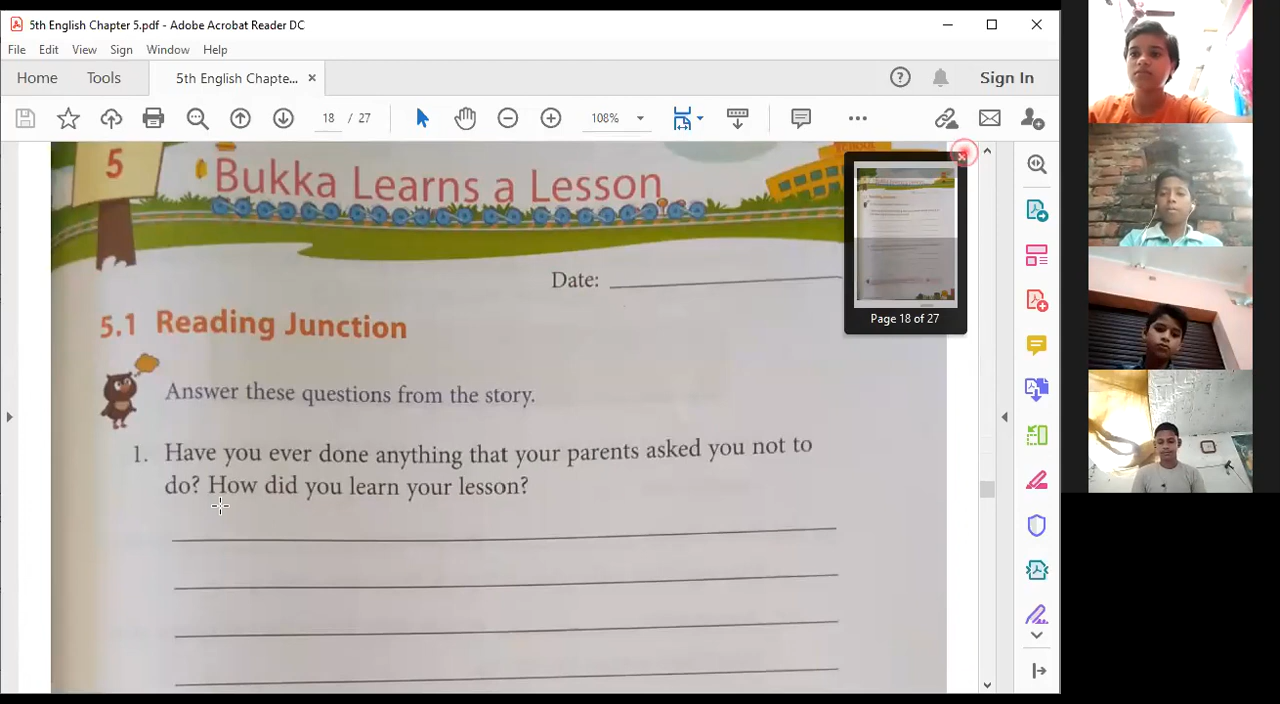 5th English Chapter 5.pdf - Adobe Acrobat Reader DC
File Edit View Sign Window Help
Home Tools 5th English Chapte... × Sign In
18 / 27 108%
5
Bukka Learns a Lesson
SCHOOL
Date:
Page 18 of 27
5.1 Reading Junction
Answer these questions from the story.
1. Have you ever done anything that your parents asked you not to
do? How did you learn your lesson?